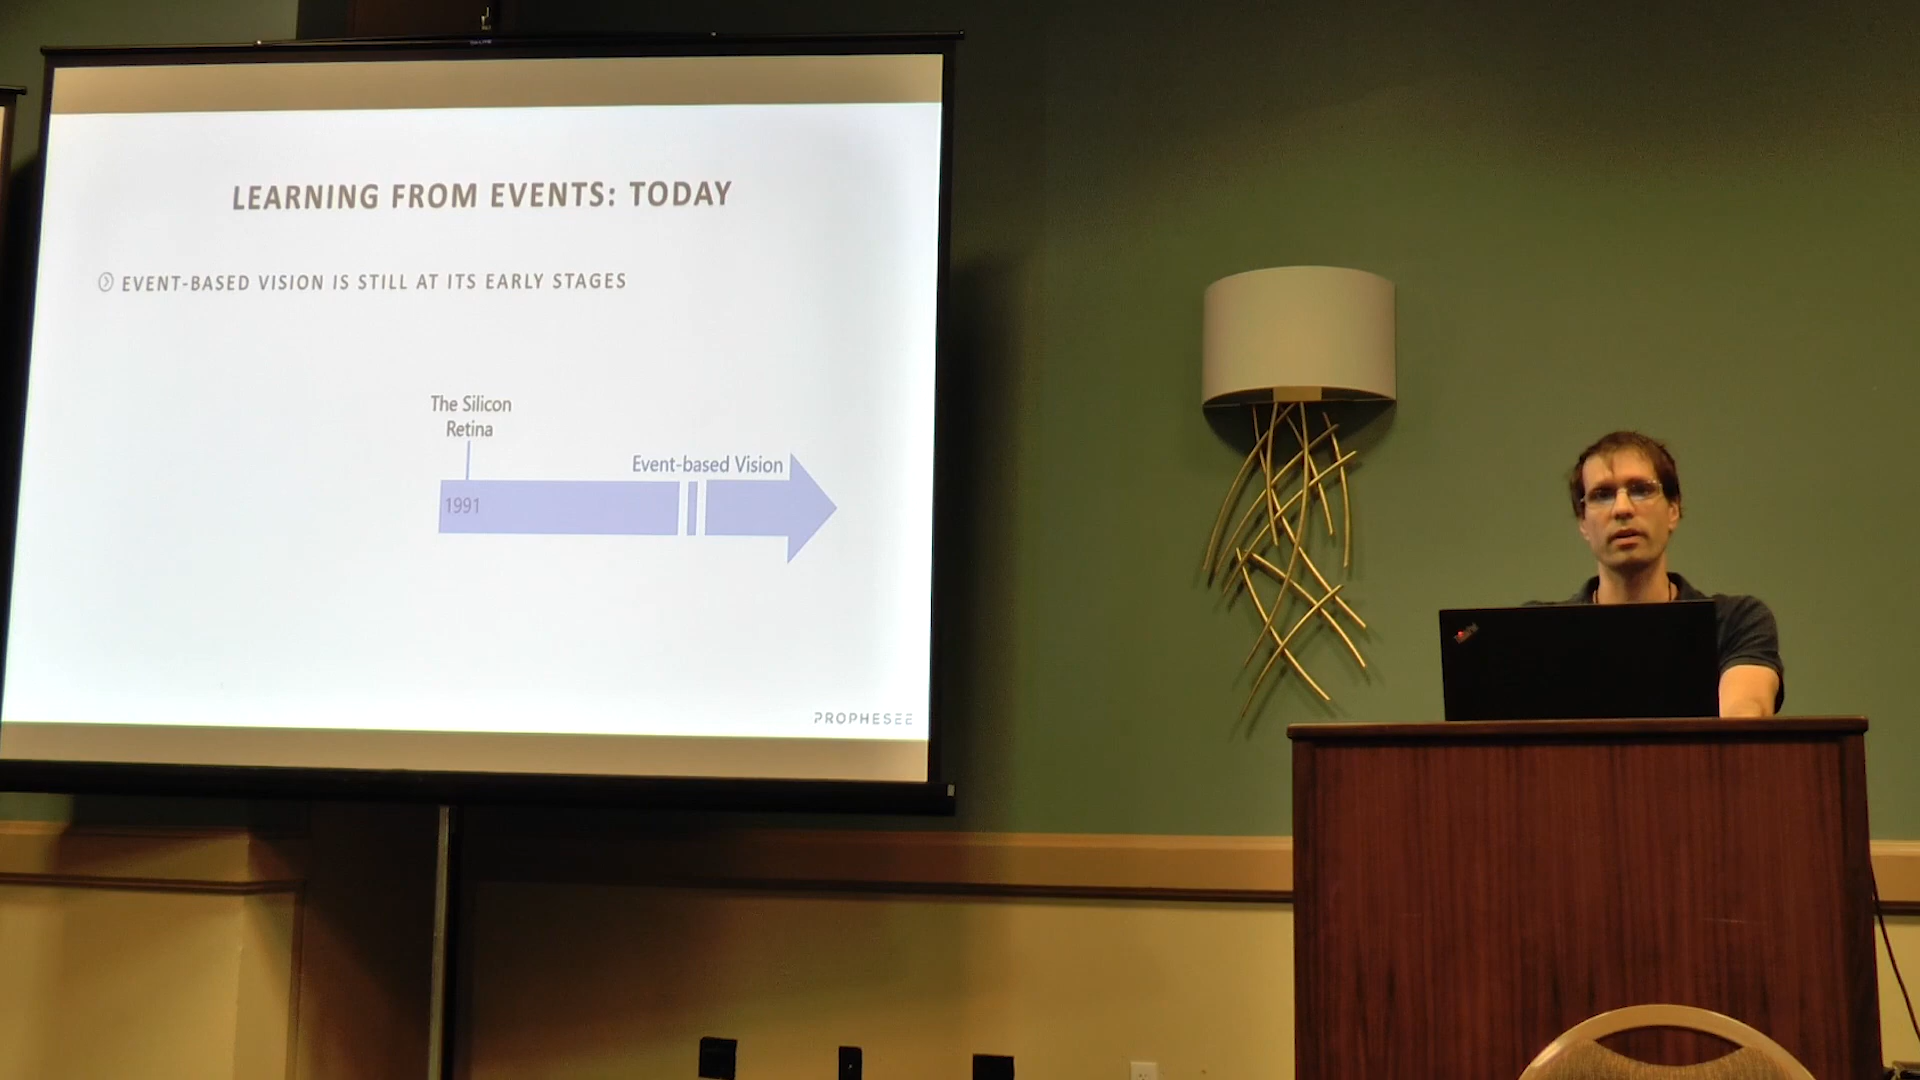 LEARNING FROM EVENTS: TODAY
EVENT-BASED VISION IS STILL AT ITS EARLY STAGES
The Silicon
Retina
Event-based Vision
1991
PROPHESEE
ThinkPad